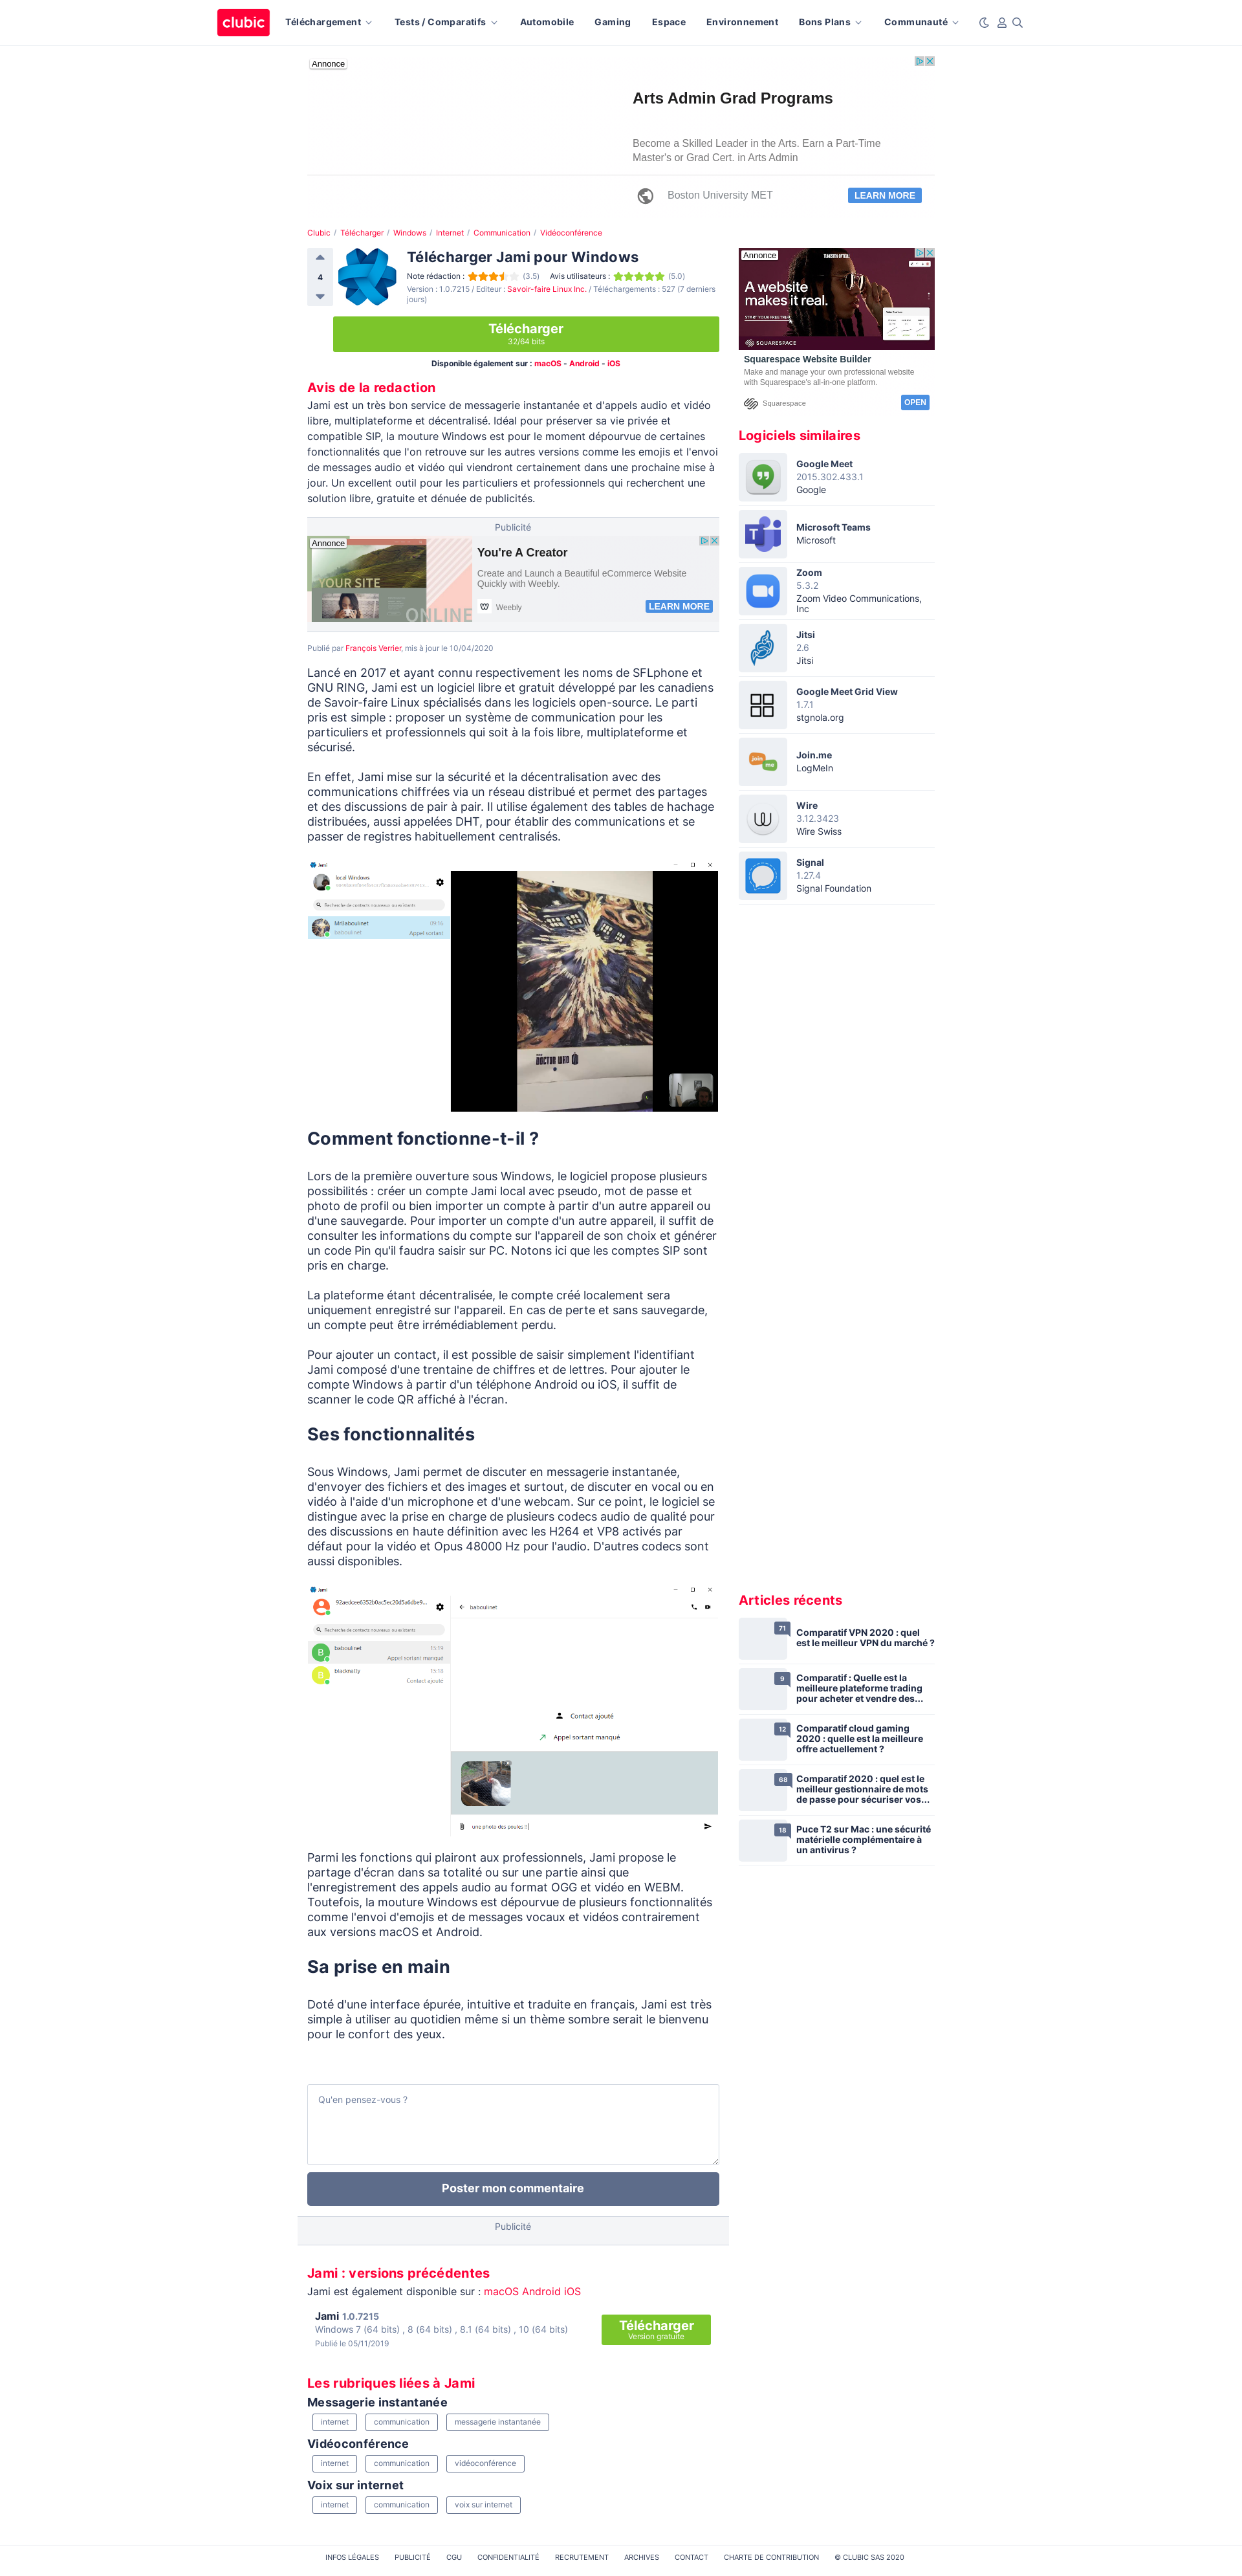 clubic
Téléchargement
Tests / Comparatifs
Automobile
Gaming
Espace
Environnement
Bons Plans
Communauté
Annonce
Arts Admin Grad Programs
Become a Skilled Leader in the Arts. Earn a Part-Time
Master's or Grad Cert. in Arts Admin
Boston University MET
LEARN MORE
Clubic / Télécharger / Windows / Internet / Communication / Vidéoconférence
4
Télécharger Jami pour Windows
Note rédaction : (3.5) Avis utilisateurs : (5.0)
Version : 1.0.7215 / Editeur : Savoir-faire Linux Inc. / Téléchargements : 527 (7 derniers
jours)
Télécharger
32/64 bits
Disponible également sur : macOS - Android - iOS
Avis de la redaction
Jami est un très bon service de messagerie instantanée et d'appels audio et vidéo
libre, multiplateforme et décentralisé. Idéal pour préserver sa vie privée et
compatible SIP, la mouture Windows est pour le moment dépourvue de certaines
fonctionnalités que l'on retrouve sur les autres versions comme les emojis et l'envoi
de messages audio et vidéo qui viendront certainement dans une prochaine mise à
jour. Un excellent outil pour les particuliers et professionnels qui recherchent une
solution libre, gratuite et dénuée de publicités.
Publicité
Annonce
YOUR SITE
ONLINE
You're A Creator
Create and Launch a Beautiful eCommerce Website
Quickly with Weebly.
Weebly
LEARN MORE
Publié par François Verrier, mis à jour le 10/04/2020
Lancé en 2017 et ayant connu respectivement les noms de SFLphone et
GNU RING, Jami est un logiciel libre et gratuit développé par les canadiens
de Savoir-faire Linux spécialisés dans les logiciels open-source. Le parti
pris est simple : proposer un système de communication pour les
particuliers et professionnels qui soit à la fois libre, multiplateforme et
sécurisé.
En effet, Jami mise sur la sécurité et la décentralisation avec des
communications chiffrées via un réseau distribué et permet des partages
et des discussions de pair à pair. Il utilise également des tables de hachage
distribuées, aussi appelées DHT, pour établir des communications et se
passer de registres habituellement centralisés.
Jami
local Windows
Recherche de contacts nouveaux ou existants
Millaboulinet
baboulinet
Appel sortant
DOCTOR WHO
Comment fonctionne-t-il ?
Lors de la première ouverture sous Windows, le logiciel propose plusieurs
possibilités : créer un compte Jami local avec pseudo, mot de passe et
photo de profil ou bien importer un compte à partir d'un autre appareil ou
d'une sauvegarde. Pour importer un compte d'un autre appareil, il suffit de
consulter les informations du compte sur l'appareil de son choix et générer
un code Pin qu'il faudra saisir sur PC. Notons ici que les comptes SIP sont
pris en charge.
La plateforme étant décentralisée, le compte créé localement sera
uniquement enregistré sur l'appareil. En cas de perte et sans sauvegarde,
un compte peut être irrémédiablement perdu.
Pour ajouter un contact, il est possible de saisir simplement l'identifiant
Jami composé d'une trentaine de chiffres et de lettres. Pour ajouter le
compte Windows à partir d'un téléphone Android ou iOS, il suffit de
scanner le code QR affiché à l'écran.
Ses fonctionnalités
Sous Windows, Jami permet de discuter en messagerie instantanée,
d'envoyer des fichiers et des images et surtout, de discuter en vocal ou en
vidéo à l'aide d'un microphone et d'une webcam. Sur ce point, le logiciel se
distingue avec la prise en charge de plusieurs codecs audio de qualité pour
des discussions en haute définition avec les H264 et VP8 activés par
défaut pour la vidéo et Opus 48000 Hz pour l'audio. D'autres codecs sont
aussi disponibles.
Jami
92aedcee6352b0ac5ec20d5a6dbe9...
Recherche de contacts nouveaux ou existants
baboulinet 15:19
Appel sortant manqué
blacknelly 15:18
Contact ajouté
baboulinet
Contact ajouté
Appel sortant manqué
une photo des poules !!
Parmi les fonctions qui plairont aux professionnels, Jami propose le
partage d'écran dans sa totalité ou sur une partie ainsi que
l'enregistrement des appels audio au format OGG et vidéo en WEBM.
Toutefois, la mouture Windows est dépourvue de plusieurs fonctionnalités
comme l'envoi d'emojis et de messages vocaux et vidéos contrairement
aux versions macOS et Android.
Sa prise en main
Doté d'une interface épurée, intuitive et traduite en français, Jami est très
simple à utiliser au quotidien même si un thème sombre serait le bienvenu
pour le confort des yeux.
Qu'en pensez-vous ?
Poster mon commentaire
Publicité
Jami : versions précédentes
Jami est également disponible sur : macOS Android iOS
Jami 1.0.7215
Windows 7 (64 bits) , 8 (64 bits) , 8.1 (64 bits) , 10 (64 bits)
Publié le 05/11/2019
Télécharger
Version gratuite
Les rubriques liées à Jami
Messagerie instantanée
internet
communication
messagerie instantanée
Vidéoconférence
internet
communication
vidéoconférence
Voix sur internet
internet
communication
voix sur internet
Annonce
A website
makes it real.
START YOUR FREE TRIAL
SQUARESPACE
Squarespace Website Builder
Make and manage your own professional website
with Squarespace's all-in-one platform.
Squarespace
OPEN
Logiciels similaires
Google Meet
2015.302.433.1
Google
Microsoft Teams
Microsoft
Zoom
5.3.2
Zoom Video Communications,
Inc
Jitsi
2.6
Jitsi
Google Meet Grid View
1.7.1
stgnola.org
join
me
Join.me
LogMeIn
Wire
3.12.3423
Wire Swiss
Signal
1.27.4
Signal Foundation
Articles récents
71
Comparatif VPN 2020 : quel
est le meilleur VPN du marché ?
9
Comparatif : Quelle est la
meilleure plateforme trading
pour acheter et vendre des...
12
Comparatif cloud gaming
2020 : quelle est la meilleure
offre actuellement ?
68
Comparatif 2020 : quel est le
meilleur gestionnaire de mots
de passe pour sécuriser vos...
18
Puce T2 sur Mac : une sécurité
matérielle complémentaire à
un antivirus ?
INFOS LÉGALES
PUBLICITÉ
CGU
CONFIDENTIALITÉ
RECRUTEMENT
ARCHIVES
CONTACT
CHARTE DE CONTRIBUTION
© CLUBIC SAS 2020